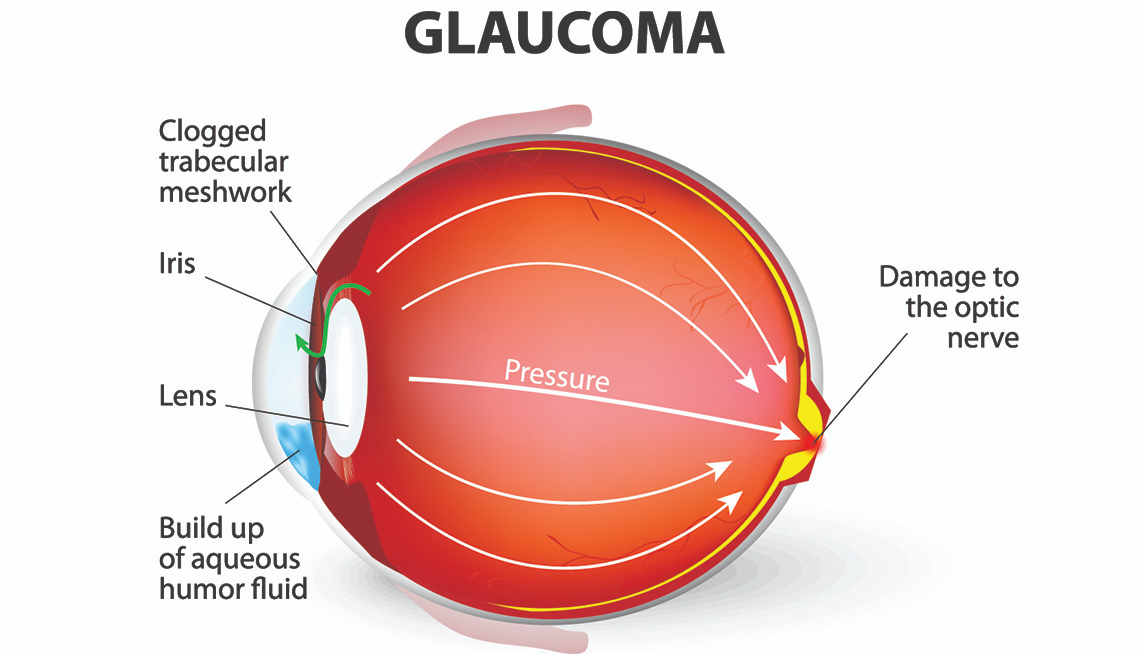 GLAUCOMA
Clogged
trabecular
meshwork
Iris
Lens
Build up
of aqueous
humor fluid
Pressure
Damage to
the optic
nerve